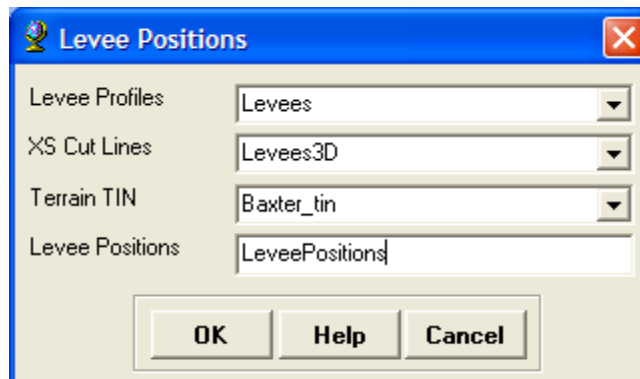 Levee Positions
Levee Profiles Levees
XS Cut Lines Levees3D
Terrain TIN Baxter_tin
Levee Positions LeveePositions
OK Help Cancel